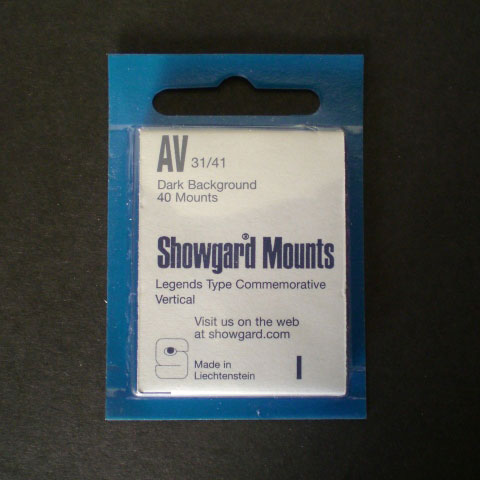 AV 31/41
Dark Background
40 Mounts
Showgard® Mounts
Legends Type Commemorative
Vertical
Visit us on the web
at showgard.com
Made in
Liechtenstein
I